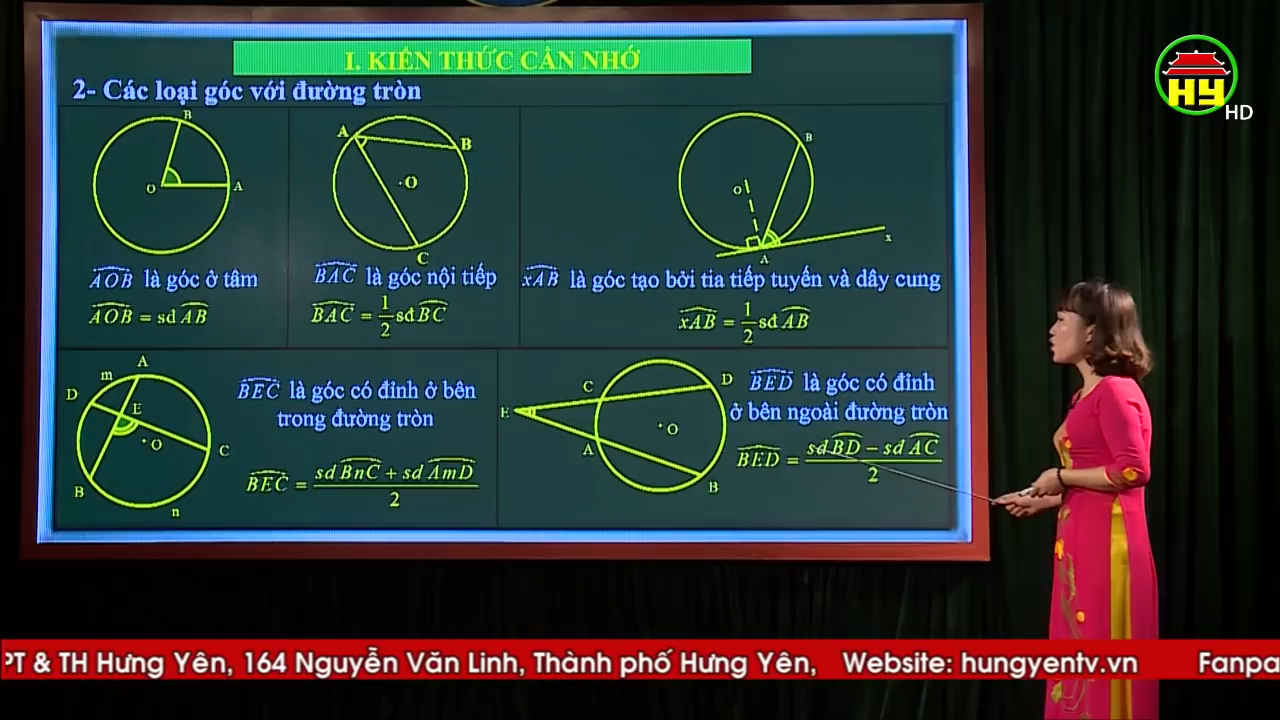 I. KIẾN THỨC CẦN NHỚ
2- Các loại góc với đường tròn
HY
HD
B
O
A
A
B
O
C
B
O
A
x
AOB là góc ở tâm
AOB = sđ AB
BAC là góc nội tiếp
BAC = 1/2 sđ BC
xAB là góc tạo bởi tia tiếp tuyến và dây cung
xAB = 1/2 sđ AB
A
m
D
E
O
C
B
n
BEC là góc có đỉnh ở bên
trong đường tròn
BEC = (sđ BnC + sđ AmD)/2
C
D
E
O
A
B
BED là góc có đỉnh
ở bên ngoài đường tròn
BED = (sđ BD – sđ AC)/2
PT & TH Hưng Yên, 164 Nguyễn Văn Linh, Thành phố Hưng Yên, Website: hungyentv.vn Fanpa